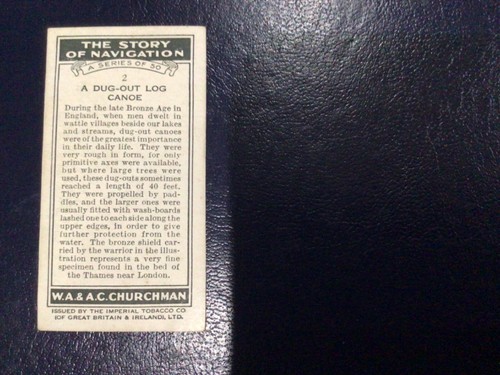 THE STORY
OF NAVIGATION
A SERIES OF 50
2
A DUG-OUT LOG
CANOE
During the late Bronze Age in
England, when men dwelt in
wattle villages beside our lakes
and streams, dug-out canoes
were of the greatest importance
in their daily life. They were
very rough in form, for only
primitive axes were available,
but where large trees were
used, these dug-outs sometimes
reached a length of 40 feet.
They were propelled by pad-
dles, and the larger ones were
usually fitted with wash-boards
lashed one to each side along the
upper edges, in order to give
further protection from the
water. The bronze shield car-
ried by the warrior in the illus-
tration represents a very fine
specimen found in the bed of
the Thames near London.
W.A. & A.C. CHURCHMAN
ISSUED BY THE IMPERIAL TOBACCO CO.
(OF GREAT BRITAIN & IRELAND), LTD.